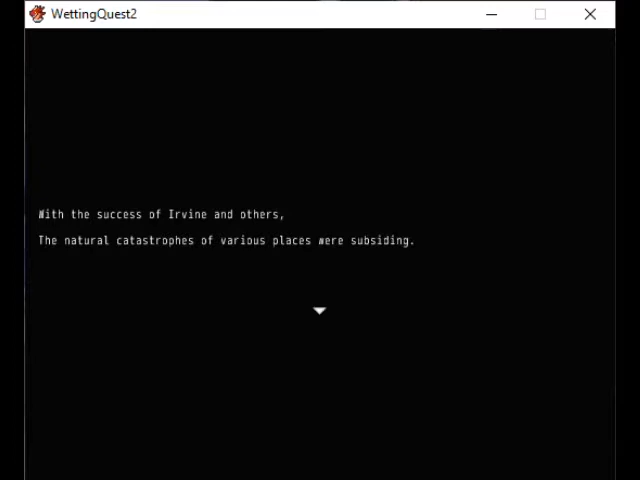 WettingQuest2
With the success of Irvine and others,
The natural catastrophes of various places were subsiding.